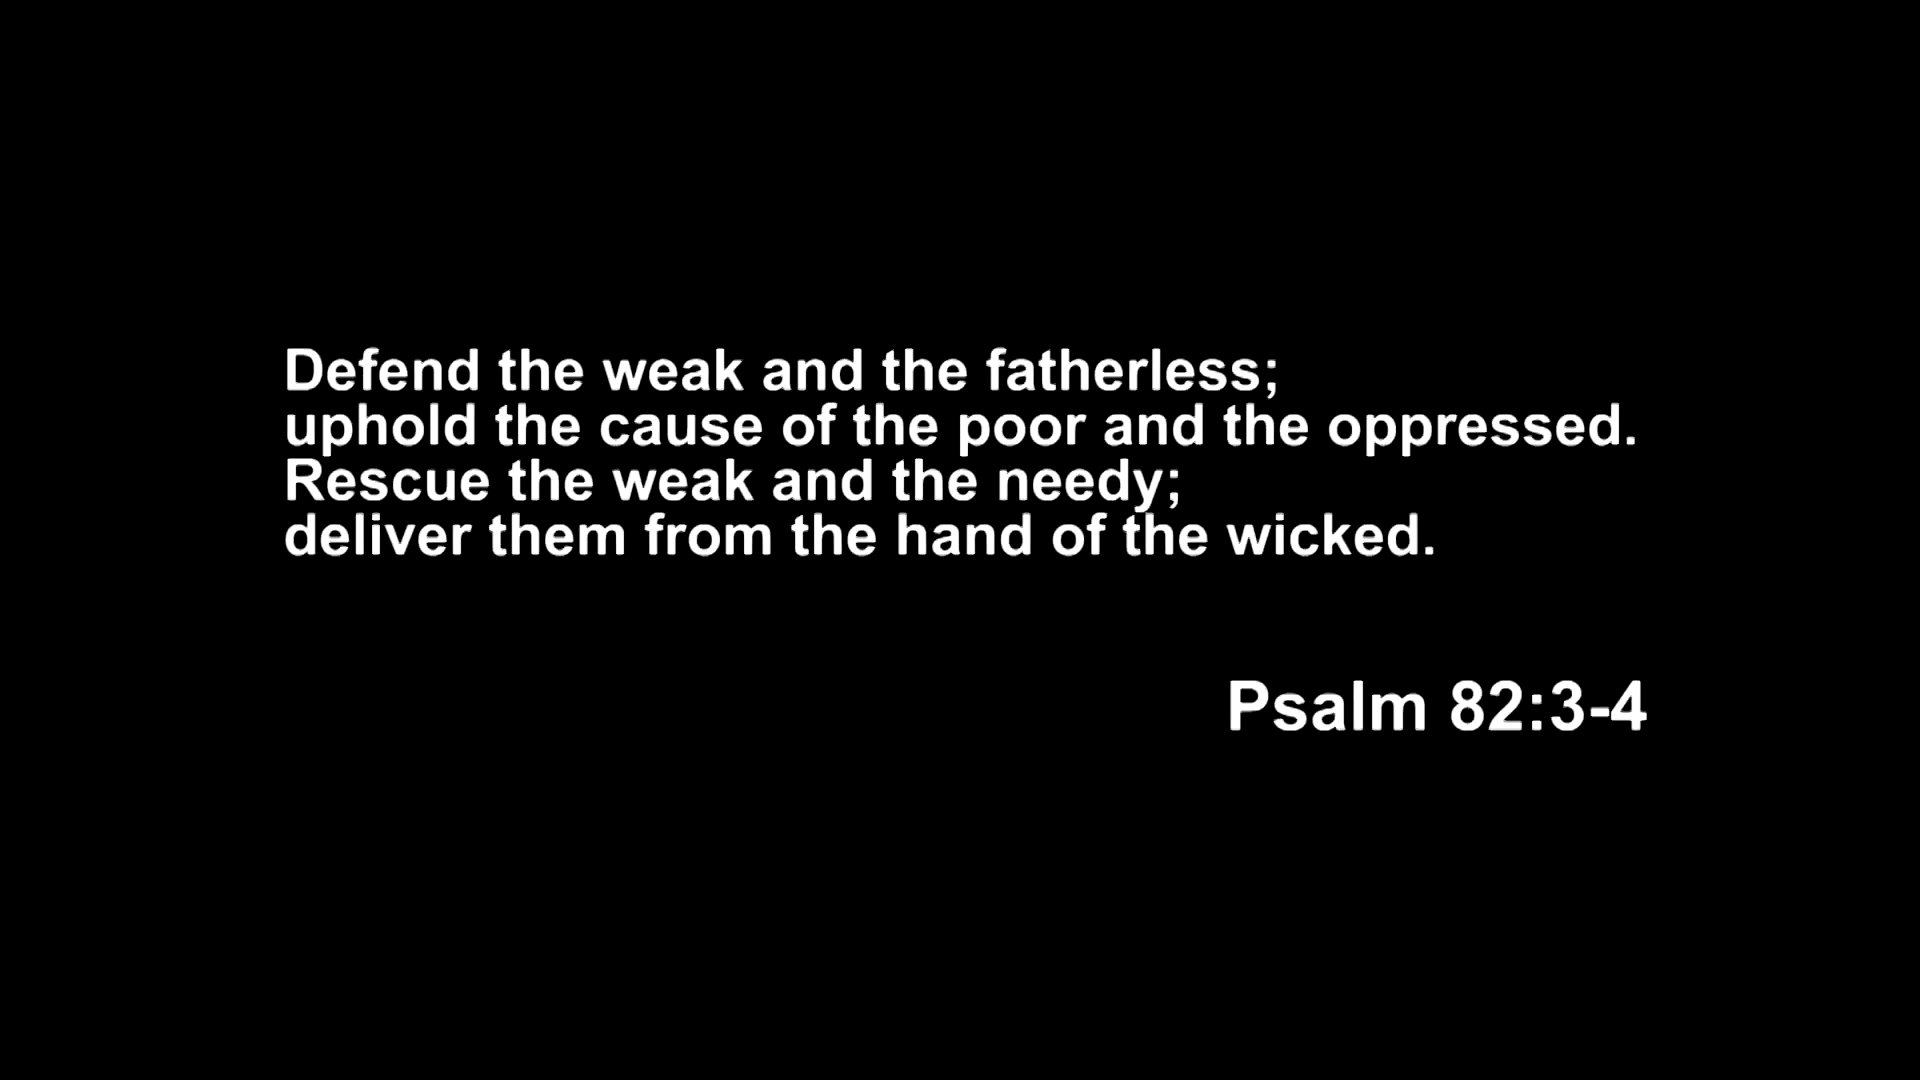 Defend the weak and the fatherless;
uphold the cause of the poor and the oppressed.
Rescue the weak and the needy;
deliver them from the hand of the wicked.
Psalm 82:3-4